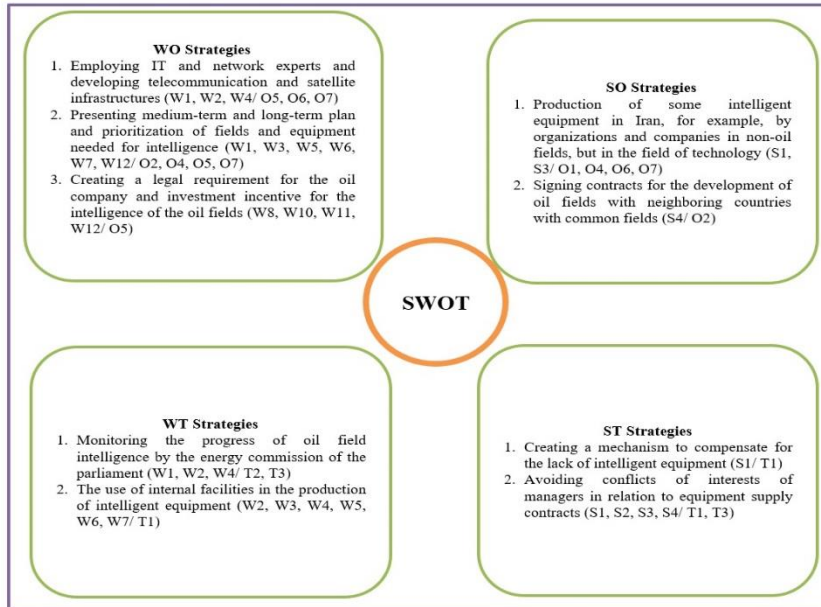 WO Strategies
1. Employing IT and network experts and
developing telecommunication and satellite
infrastructures (W1, W2, W4/ O5, O6, O7)
2. Presenting medium-term and long-term plan
and prioritization of fields and equipment
needed for intelligence (W1, W3, W5, W6,
W7, W12/ O2, O4, O5, O7)
3. Creating a legal requirement for the oil
company and investment incentive for the
intelligence of the oil fields (W8, W10, W11,
W12/ O5)
SO Strategies
1. Production of some intelligent
equipment in Iran, for example, by
organizations and companies in non-oil
fields, but in the field of technology (S1,
S3/ O1, O4, O6, O7)
2. Signing contracts for the development of
oil fields with neighboring countries
with common fields (S4/ O2)
SWOT
WT Strategies
1. Monitoring the progress of oil field
intelligence by the energy commission of the
parliament (W1, W2, W4/ T2, T3)
2. The use of internal facilities in the production
of intelligent equipment (W2, W3, W4, W5,
W6, W7/ T1)
ST Strategies
1. Creating a mechanism to compensate for
the lack of intelligent equipment (S1/ T1)
2. Avoiding conflicts of interests of
managers in relation to equipment supply
contracts (S1, S2, S3, S4/ T1, T3)